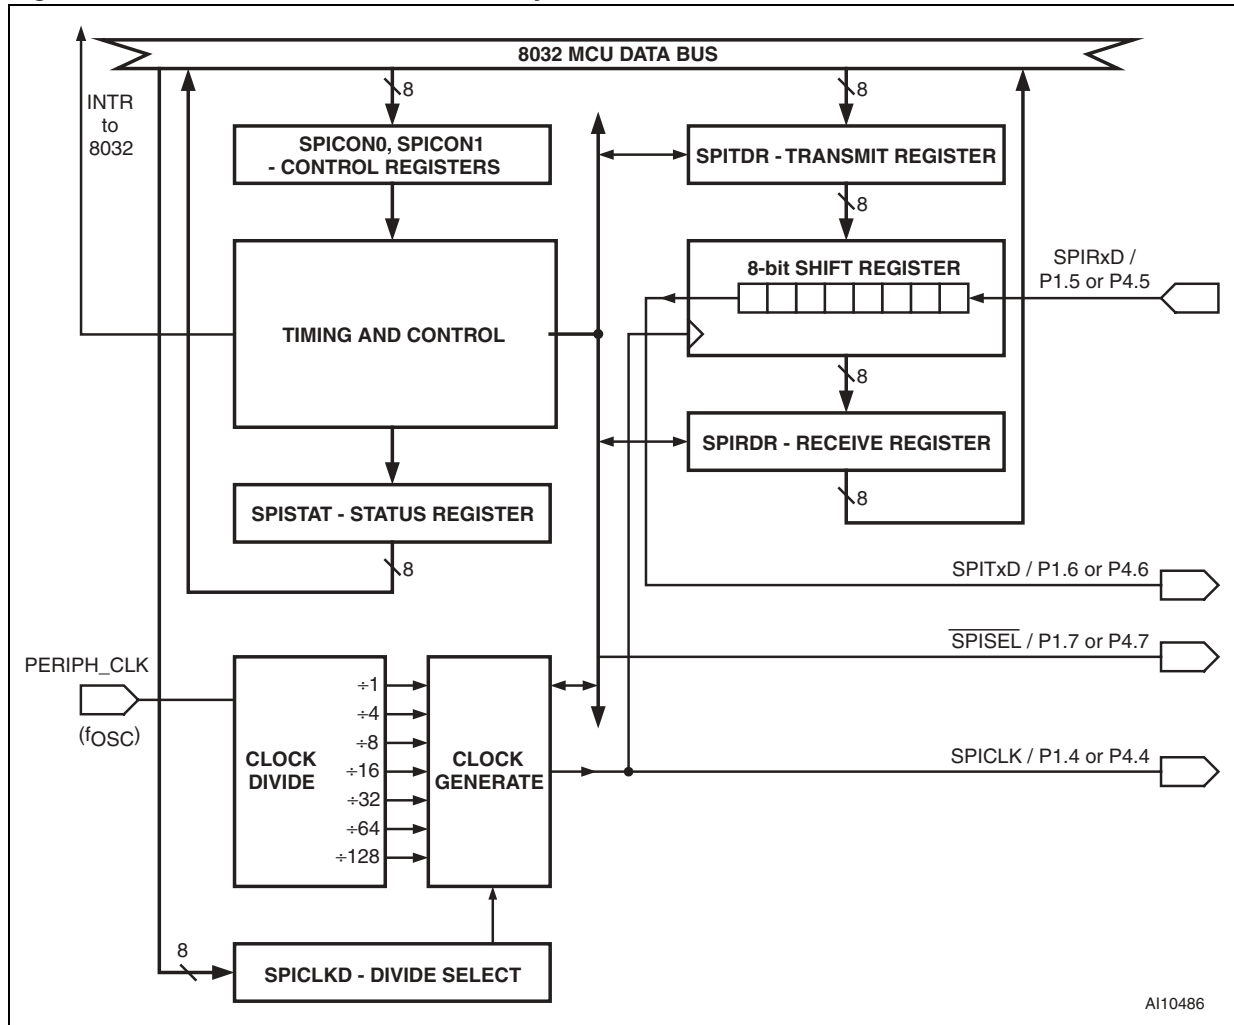 8032 MCU DATA BUS
INTR
to
8032
8
8
SPICON0, SPICON1
- CONTROL REGISTERS
SPITDR - TRANSMIT REGISTER
8
8-bit SHIFT REGISTER
SPIRxD /
P1.5 or P4.5
TIMING AND CONTROL
8
SPIRDR - RECEIVE REGISTER
8
SPISTAT - STATUS REGISTER
8
SPITxD / P1.6 or P4.6
SPISEL / P1.7 or P4.7
PERIPH_CLK
(fOSC)
CLOCK
DIVIDE
÷1
÷4
÷8
÷16
÷32
÷64
÷128
CLOCK
GENERATE
SPICLK / P1.4 or P4.4
8
SPICLKD - DIVIDE SELECT
AI10486